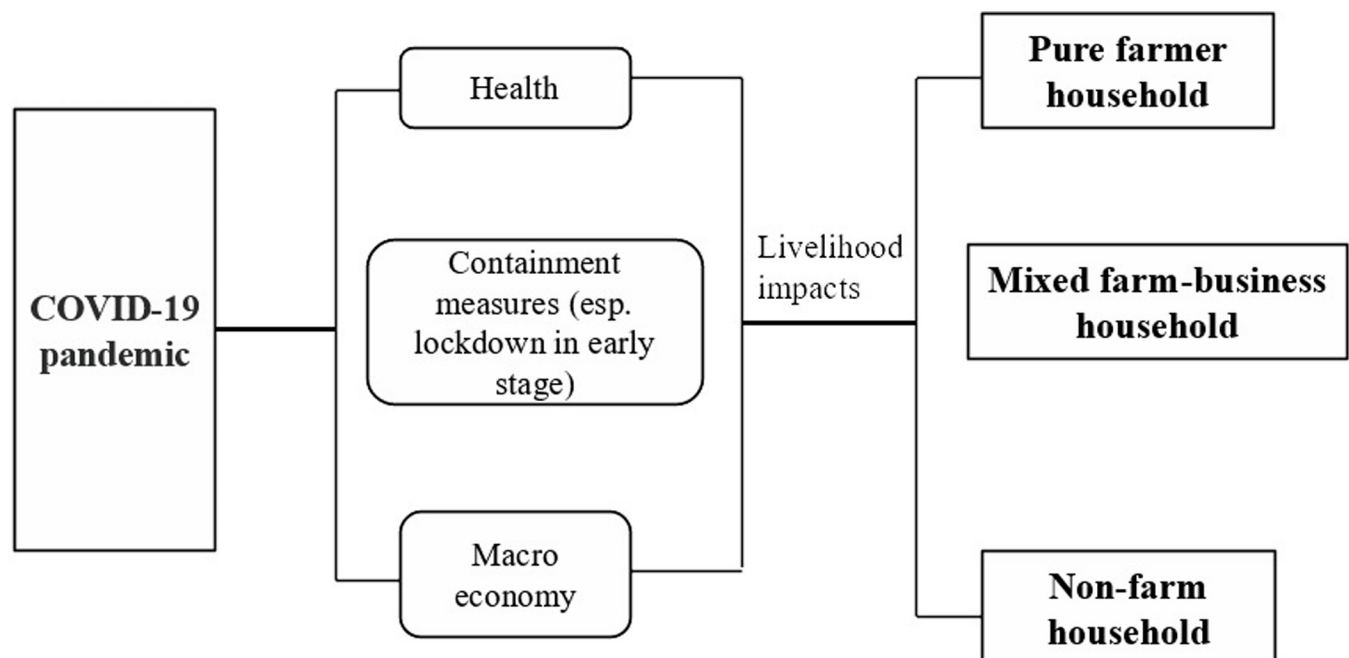 COVID-19
pandemic
Health
Containment
measures (esp.
lockdown in early
stage)
Macro
economy
Livelihood
impacts
Pure farmer
household
Mixed farm-business
household
Non-farm
household